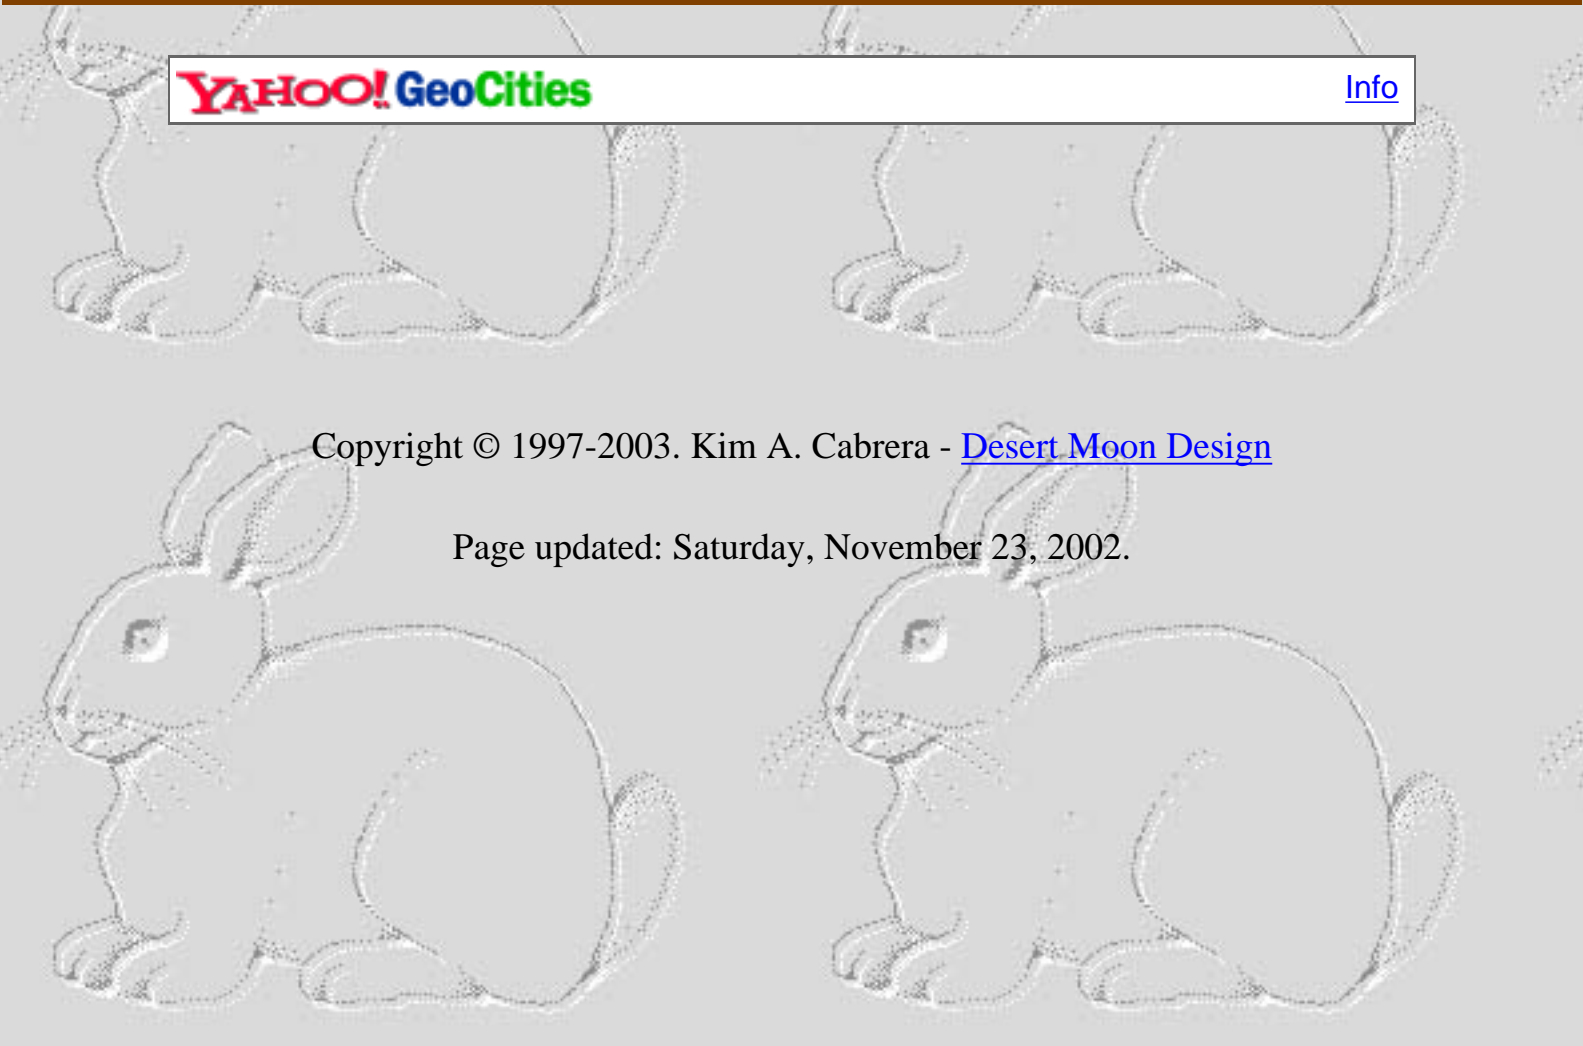 YAHOO! GeoCities Info
Copyright © 1997-2003. Kim A. Cabrera - Desert Moon Design
Page updated: Saturday, November 23, 2002.